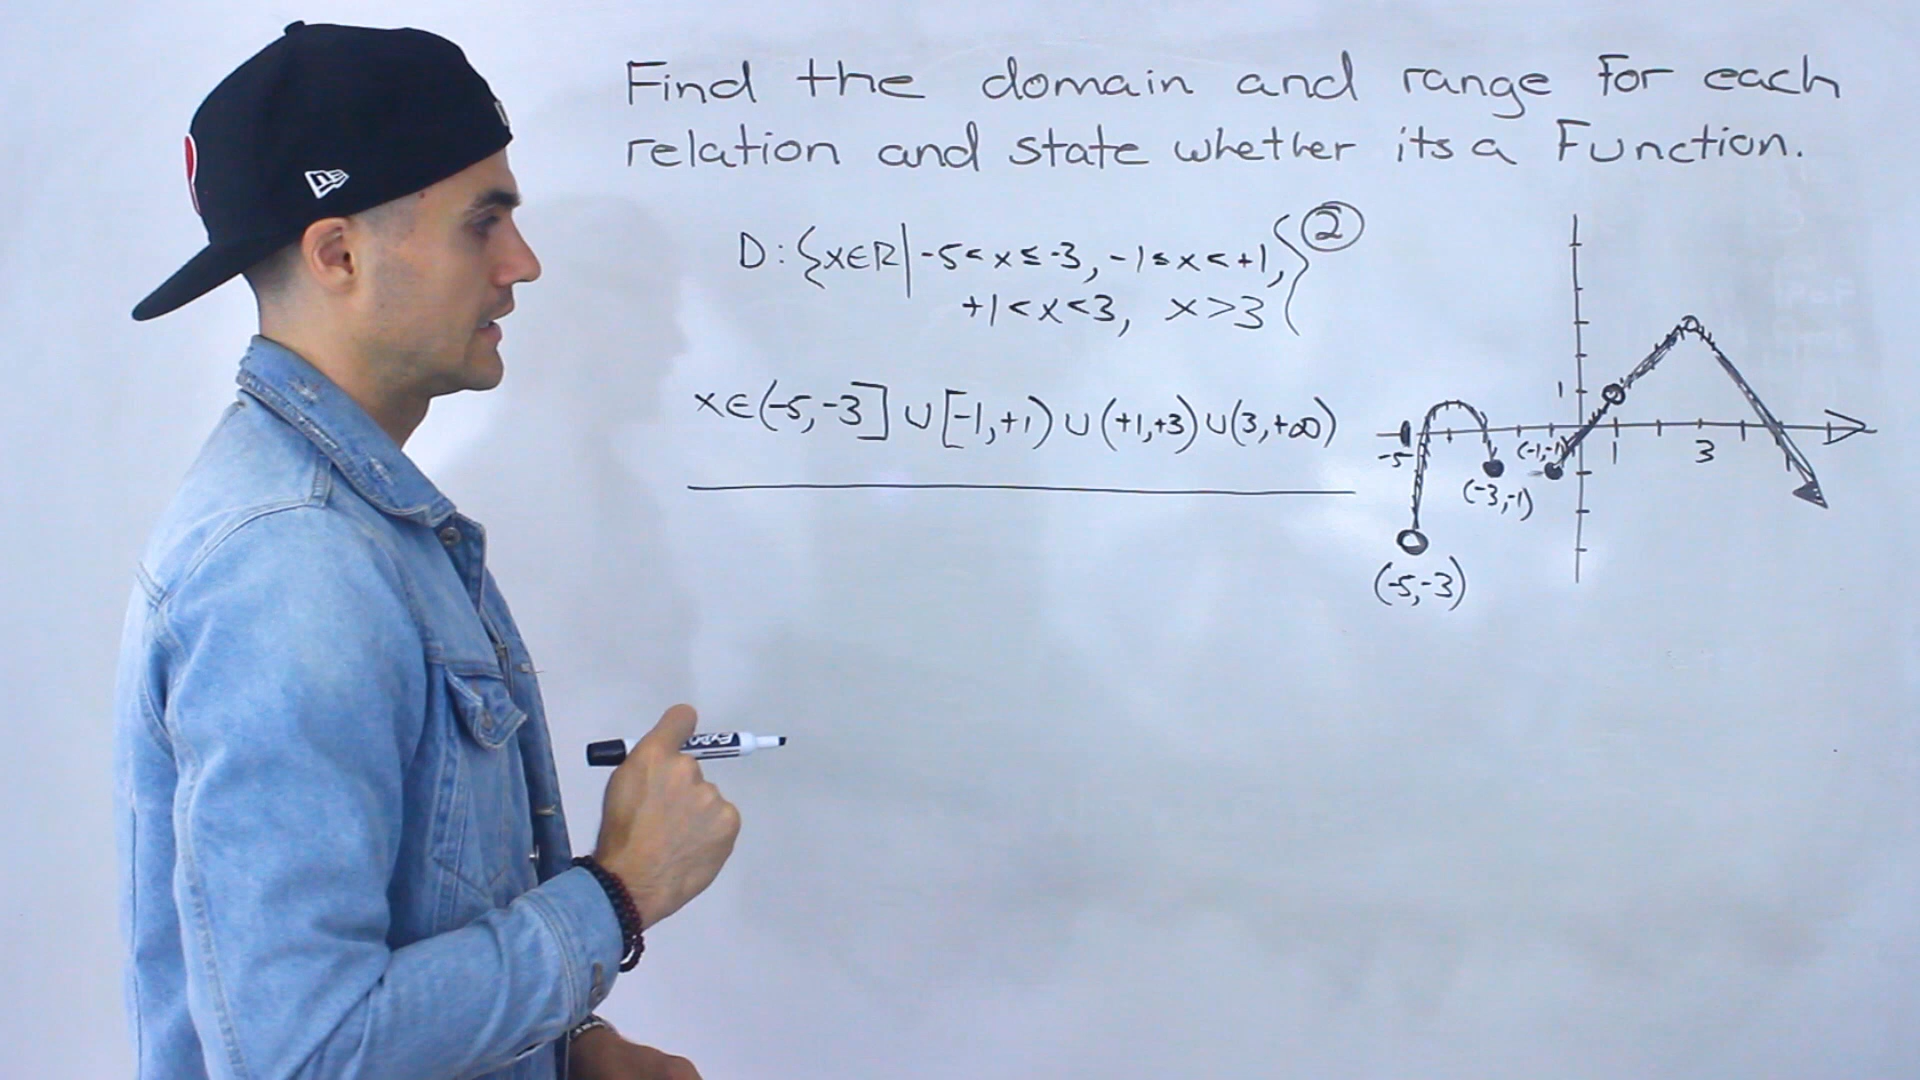 Find the domain and range for each
relation and state whether its a Function.
D: {x∈R | -5 < x ≤ -3, -1 ≤ x < +1,
+1 < x < 3, x > 3}
2
x ∈ (-5, -3] ∪ [-1, +1) ∪ (+1, +3) ∪ (3, +∞)
1
-5
(-1,-1)
1
3
(-3,-1)
(-5,-3)
EXPO